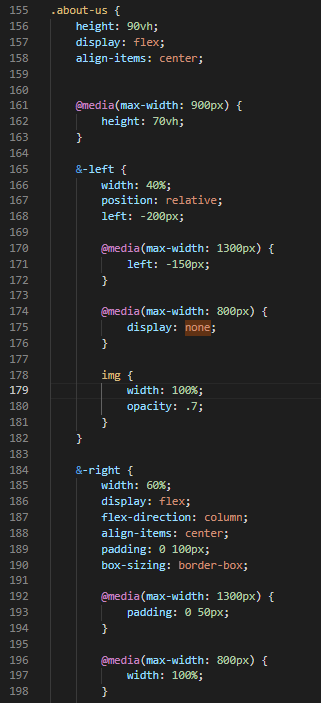 155 .about-us {
156     height: 90vh;
157     display: flex;
158     align-items: center;
159
160
161     @media(max-width: 900px) {
162         height: 70vh;
163     }
164
165     &-left {
166         width: 40%;
167         position: relative;
168         left: -200px;
169
170         @media(max-width: 1300px) {
171             left: -150px;
172         }
173
174         @media(max-width: 800px) {
175             display: none;
176         }
177
178         img {
179             width: 100%;
180             opacity: .7;
181         }
182     }
183
184     &-right {
185         width: 60%;
186         display: flex;
187         flex-direction: column;
188         align-items: center;
189         padding: 0 100px;
190         box-sizing: border-box;
191
192         @media(max-width: 1300px) {
193             padding: 0 50px;
194         }
195
196         @media(max-width: 800px) {
197             width: 100%;
198         }